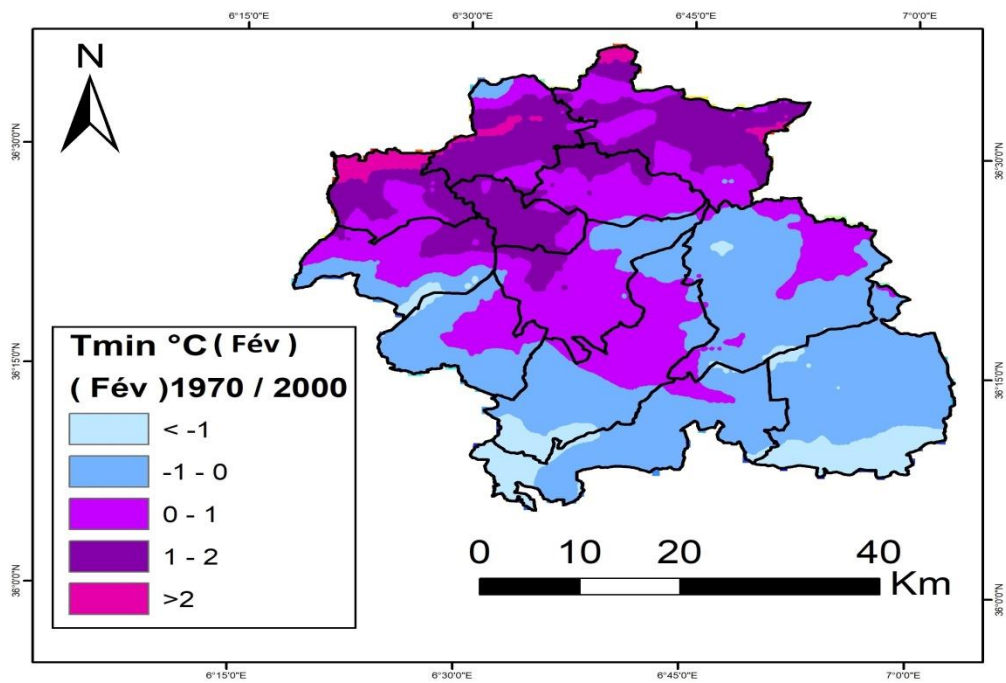 6°15'0"E 6°30'0"E 6°45'0"E 7°0'0"E
N
36°30'0"N 36°30'0"N
36°15'0"N 36°15'0"N
36°0'0"N 36°0'0"N
Tmin °C ( Fév )
( Fév )1970 / 2000
< -1
-1 - 0
0 - 1
1 - 2
>2
0 10 20 40
Km
6°15'0"E 6°30'0"E 6°45'0"E 7°0'0"E